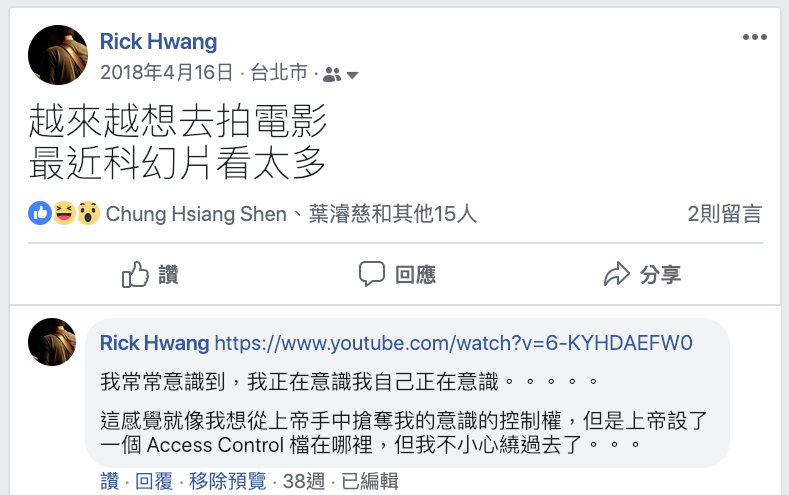 Rick Hwang
2018年4月16日 · 台北市 ·
越來越想去拍電影
最近科幻片看太多
Chung Hsiang Shen、葉濬慈和其他15人 2則留言
讚 回應 分享
Rick Hwang https://www.youtube.com/watch?v=6-KYHDAEFW0
我常常意識到，我正在意識我自己正在意識。。。。。
這感覺就像我想從上帝手中搶奪我的意識的控制權，但是上帝設了
一個 Access Control 檔在哪裡，但我不小心繞過去了。。。
讚 · 回覆 · 移除預覽 · 38週 · 已編輯